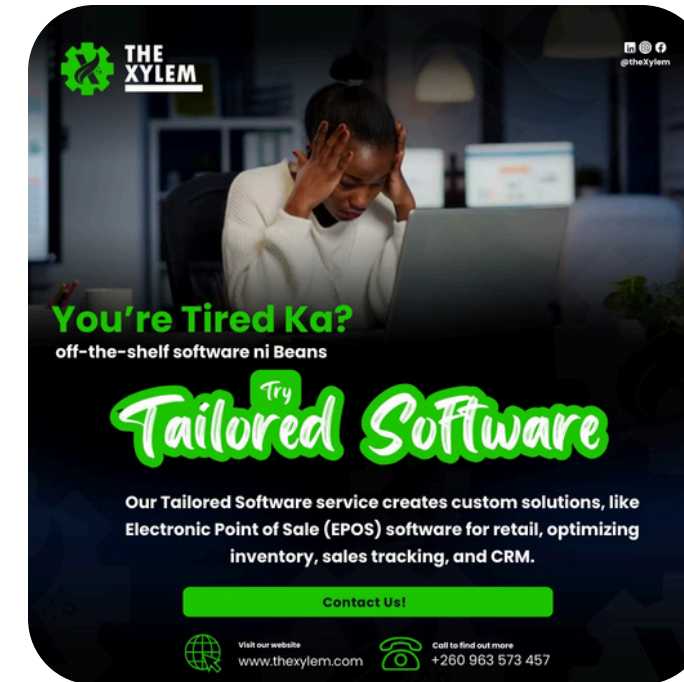 THE
XYLEM
@theXylem
You're Tired Ka?
off-the-shelf software ni Beans
Try
Tailored Software
Our Tailored Software service creates custom solutions, like
Electronic Point of Sale (EPOS) software for retail, optimizing
inventory, sales tracking, and CRM.
Contact Us!
Visit our website
www.thexylem.com
Call to find out more
+260 963 573 457